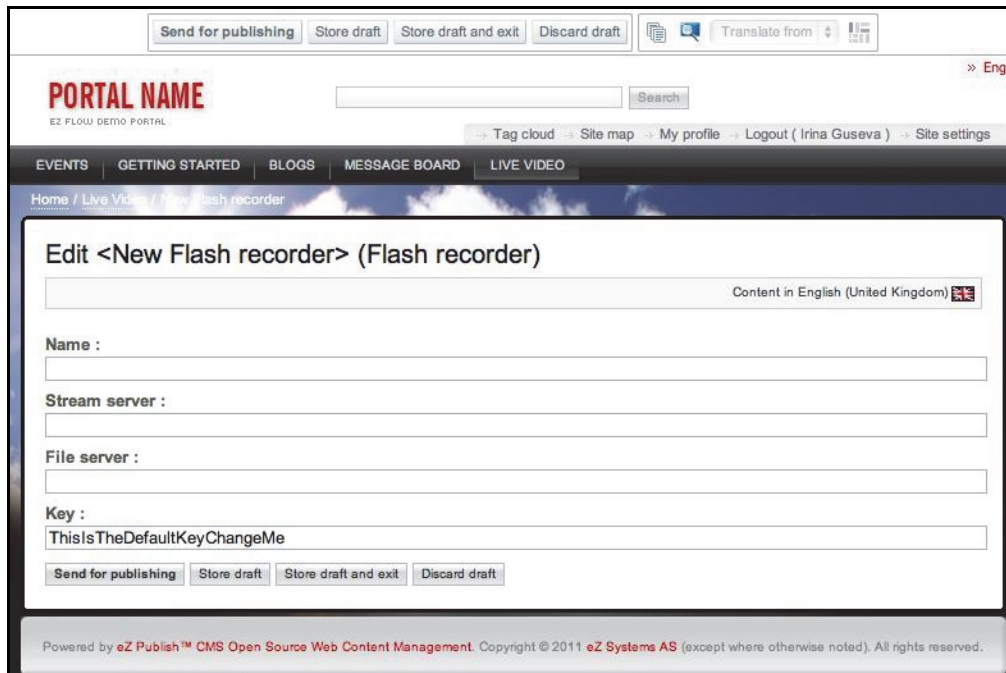 Send for publishing Store draft Store draft and exit Discard draft Translate from
» Eng
PORTAL NAME
EZ FLOW DEMO PORTAL
Search
Tag cloud Site map My profile Logout ( Irina Guseva ) Site settings
EVENTS GETTING STARTED BLOGS MESSAGE BOARD LIVE VIDEO
Home / Live Video / New Flash recorder
Edit <New Flash recorder> (Flash recorder)
Content in English (United Kingdom)
Name :
Stream server :
File server :
Key :
ThisIsTheDefaultKeyChangeMe
Send for publishing Store draft Store draft and exit Discard draft
Powered by eZ Publish™ CMS Open Source Web Content Management. Copyright © 2011 eZ Systems AS (except where otherwise noted). All rights reserved.